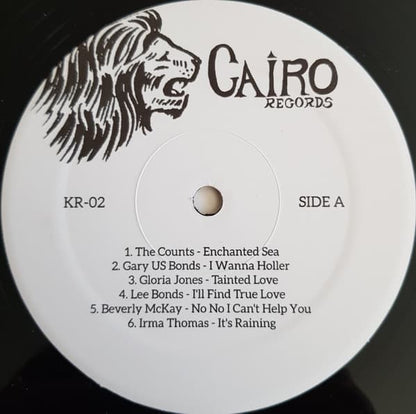 CAiRO
RECORDS
KR-02
SIDE A
1. The Counts - Enchanted Sea
2. Gary US Bonds - I Wanna Holler
3. Gloria Jones - Tainted Love
4. Lee Bonds - I'll Find True Love
5. Beverly McKay - No No I Can't Help You
6. Irma Thomas - It's Raining